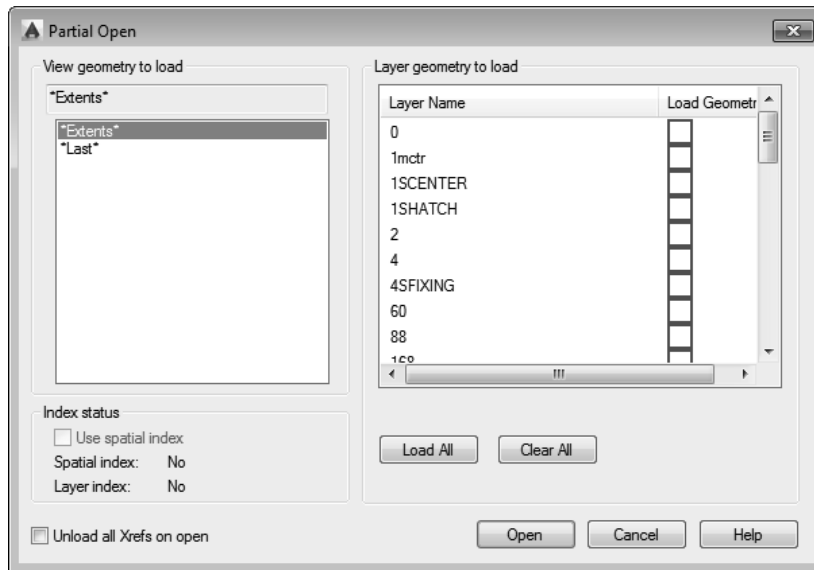 Partial Open
View geometry to load
*Extents*
*Extents*
*Last*
Index status
Use spatial index
Spatial index: No
Layer index: No
Unload all Xrefs on open
Layer geometry to load
Layer Name Load Geometr
0
1mctr
1SCENTER
1SHATCH
2
4
4SFIXING
60
88
168
Load All Clear All
Open Cancel Help